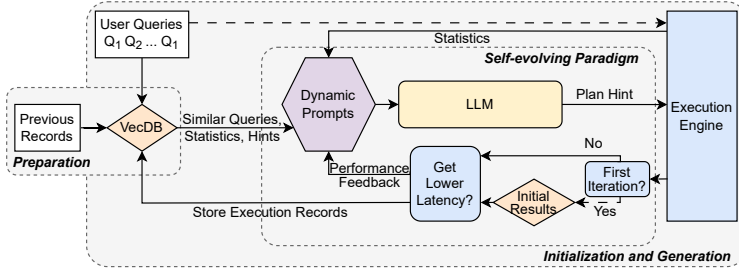 User Queries
Q1 Q2 ... Q1
Statistics
Self-evolving Paradigm
Previous
Records
VecDB
Similar Queries,
Statistics, Hints
Dynamic
Prompts
LLM
Plan Hint
Execution
Engine
Preparation
Performance
Feedback
Get
Lower
Latency?
No
First
Iteration?
Initial
Results
Yes
Store Execution Records
Initialization and Generation